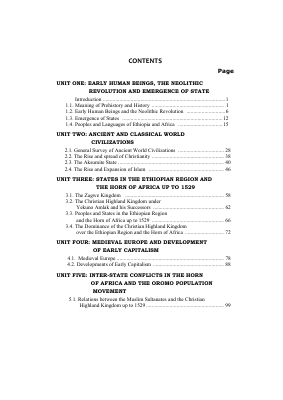 CONTENTS
Page
UNIT ONE: EARLY HUMAN BEINGS, THE NEOLITHIC
REVOLUTION AND EMERGENCE OF STATE
Introduction ........ 1
1.1. Meaning of Prehistory and History ........ 1
1.2. Early Human Beings and the Neolithic Revolution ........ 6
1.3. Emergence of States ........ 12
1.4. Peoples and Languages of Ethiopia and Africa ........ 15
UNIT TWO: ANCIENT AND CLASSICAL WORLD
CIVILIZATIONS
2.1. General Survey of Ancient World Civilizations ........ 28
2.2. The Rise and spread of Christianity ........ 38
2.3. The Aksumite State ........ 40
2.4. The Rise and Expansion of Islam ........ 46
UNIT THREE: STATES IN THE ETHIOPIAN REGION AND
THE HORN OF AFRICA UP TO 1529
3.1. The Zagwe Kingdom ........ 58
3.2. The Christian Highland Kingdom under
Yekuno Amlak and his Successors ........ 62
3.3. Peoples and States in the Ethiopian Region
and the Horn of Africa up to 1529 ........ 66
3.4. The Dominance of the Christian Highland Kingdom
over the Ethiopian Region and the Horn of Africa ........ 72
UNIT FOUR: MEDIEVAL EUROPE AND DEVELOPMENT
OF EARLY CAPITALISM
4.1. Medieval Europe ........ 78
4.2. Developments of Early Capitalism ........ 88
UNIT FIVE: INTER-STATE CONFLICTS IN THE HORN
OF AFRICA AND THE OROMO POPULATION
MOVEMENT
5.1. Relations between the Muslim Sultanates and the Christian
Highland Kingdom up to 1529 ........ 99